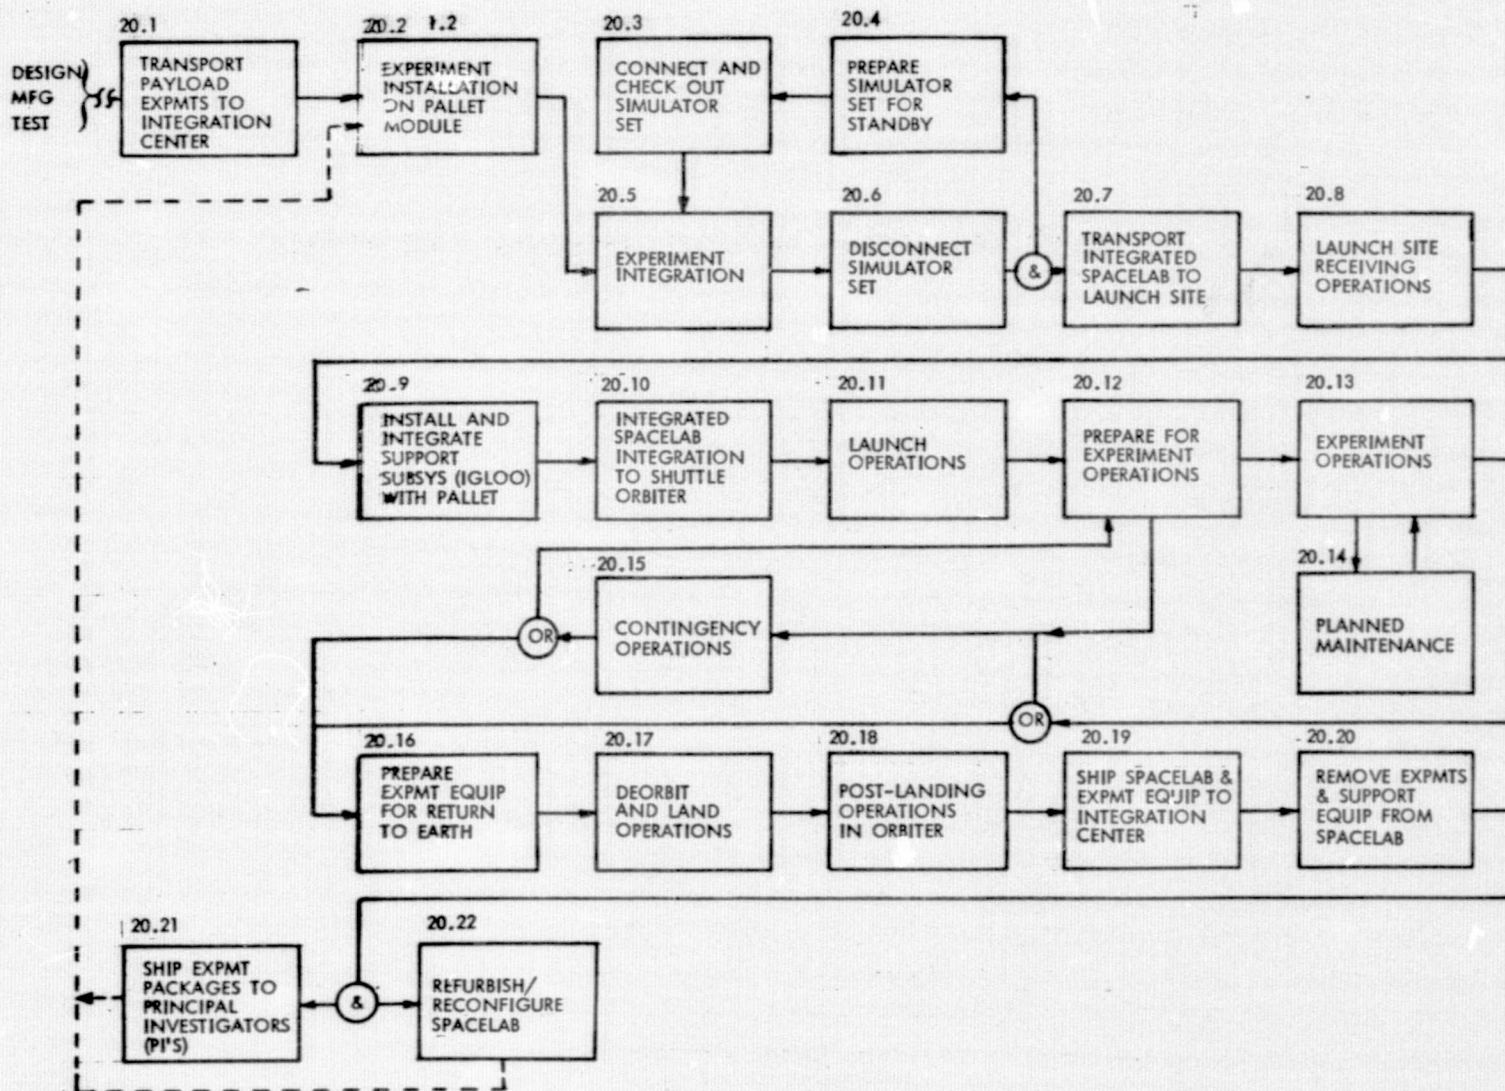 20.1
DESIGN
MFG
TEST
TRANSPORT
PAYLOAD
EXPMTS TO
INTEGRATION
CENTER
20.2 1.2
EXPERIMENT
INSTALLATION
ON PALLET
MODULE
20.3
CONNECT AND
CHECK OUT
SIMULATOR
SET
20.4
PREPARE
SIMULATOR
SET FOR
STANDBY
20.5
EXPERIMENT
INTEGRATION
20.6
DISCONNECT
SIMULATOR
SET
&
20.7
TRANSPORT
INTEGRATED
SPACELAB TO
LAUNCH SITE
20.8
LAUNCH SITE
RECEIVING
OPERATIONS
20.9
INSTALL AND
INTEGRATE
SUPPORT
SUBSYS (IGLOO)
WITH PALLET
20.10
INTEGRATED
SPACELAB
INTEGRATION
TO SHUTTLE
ORBITER
20.11
LAUNCH
OPERATIONS
20.12
PREPARE FOR
EXPERIMENT
OPERATIONS
20.13
EXPERIMENT
OPERATIONS
20.14
PLANNED
MAINTENANCE
20.15
CONTINGENCY
OPERATIONS
OR
OR
20.16
PREPARE
EXPMT EQUIP
FOR RETURN
TO EARTH
20.17
DEORBIT
AND LAND
OPERATIONS
20.18
POST-LANDING
OPERATIONS
IN ORBITER
20.19
SHIP SPACELAB &
EXPMT EQUIP TO
INTEGRATION
CENTER
20.20
REMOVE EXPMTS
& SUPPORT
EQUIP FROM
SPACELAB
20.21
SHIP EXPMT
PACKAGES TO
PRINCIPAL
INVESTIGATORS
(PI'S)
&
20.22
REFURBISH/
RECONFIGURE
SPACELAB